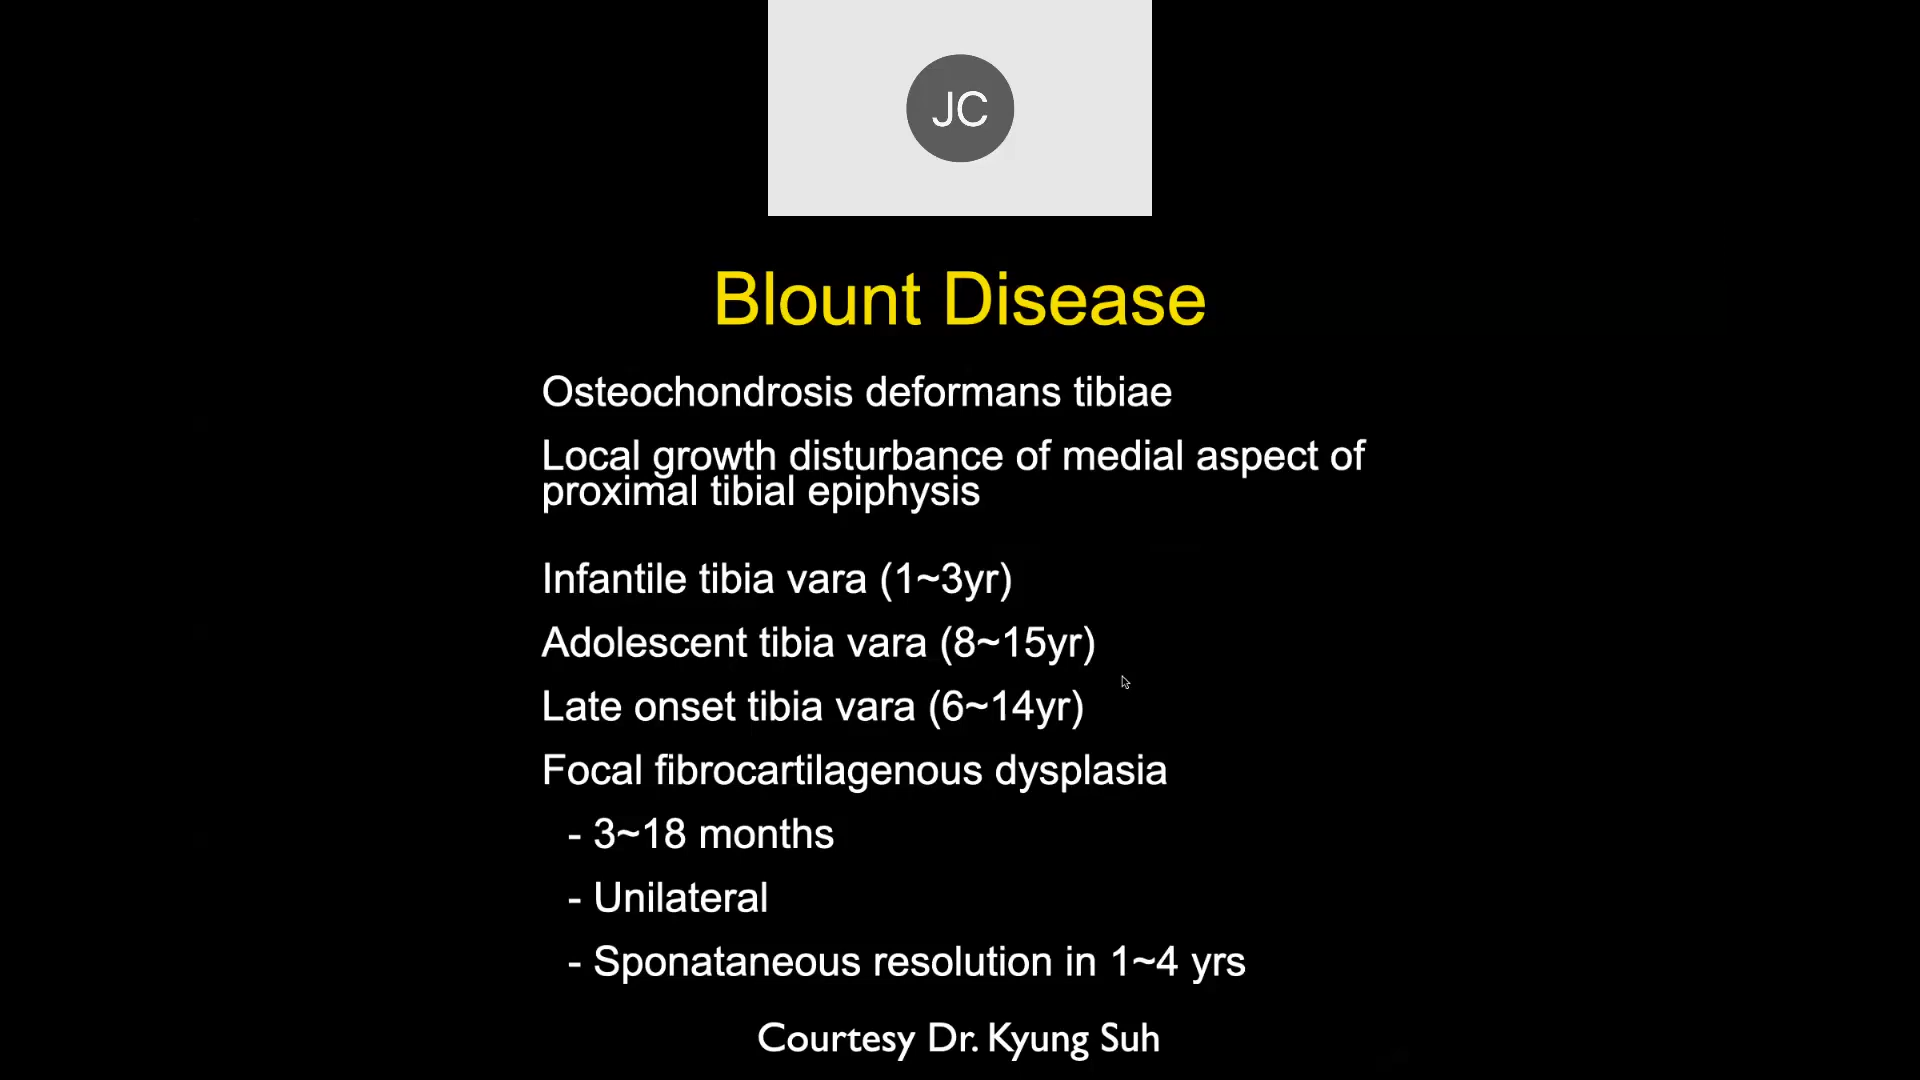 JC
Blount Disease
Osteochondrosis deformans tibiae
Local growth disturbance of medial aspect of
proximal tibial epiphysis
Infantile tibia vara (1~3yr)
Adolescent tibia vara (8~15yr)
Late onset tibia vara (6~14yr)
Focal fibrocartilagenous dysplasia
- 3~18 months
- Unilateral
- Sponataneous resolution in 1~4 yrs
Courtesy Dr. Kyung Suh